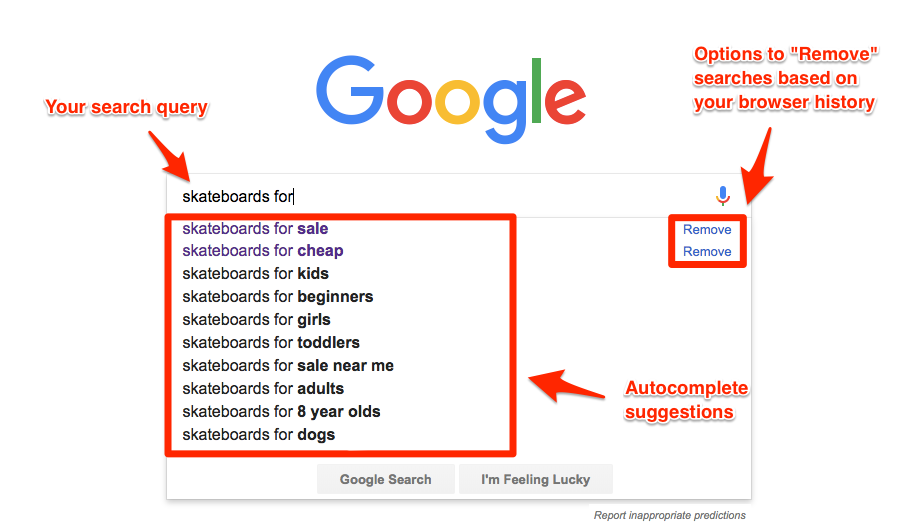 Options to "Remove"
searches based on
your browser history
Your search query
Google
skateboards for
skateboards for sale Remove
skateboards for cheap Remove
skateboards for kids
skateboards for beginners
skateboards for girls
skateboards for toddlers
skateboards for sale near me
skateboards for adults
skateboards for 8 year olds
skateboards for dogs
Autocomplete
suggestions
Google Search I'm Feeling Lucky
Report inappropriate predictions